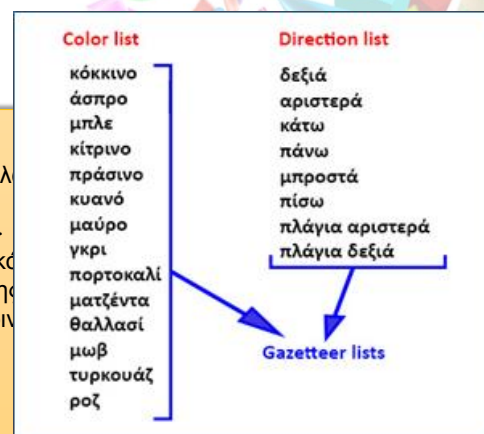 Color list
κόκκινο
άσπρο
μπλε
κίτρινο
πράσινο
κυανό
μαύρο
γκρι
πορτοκαλί
ματζέντα
θαλλασί
μωβ
τυρκουάζ
ροζ
Direction list
δεξιά
αριστερά
κάτω
πάνω
μπροστά
πίσω
πλάγια αριστερά
πλάγια δεξιά
Gazetteer lists